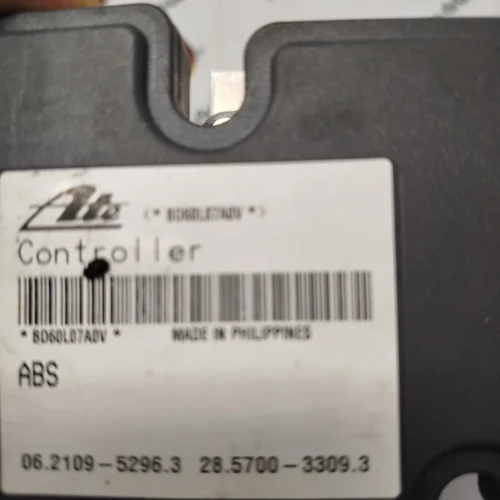 Ate (* BD60L07A0V *)
Controller
* BD60L07A0V * MADE IN PHILIPPINES
ABS
06.2109-5296.3 28.5700-3309.3